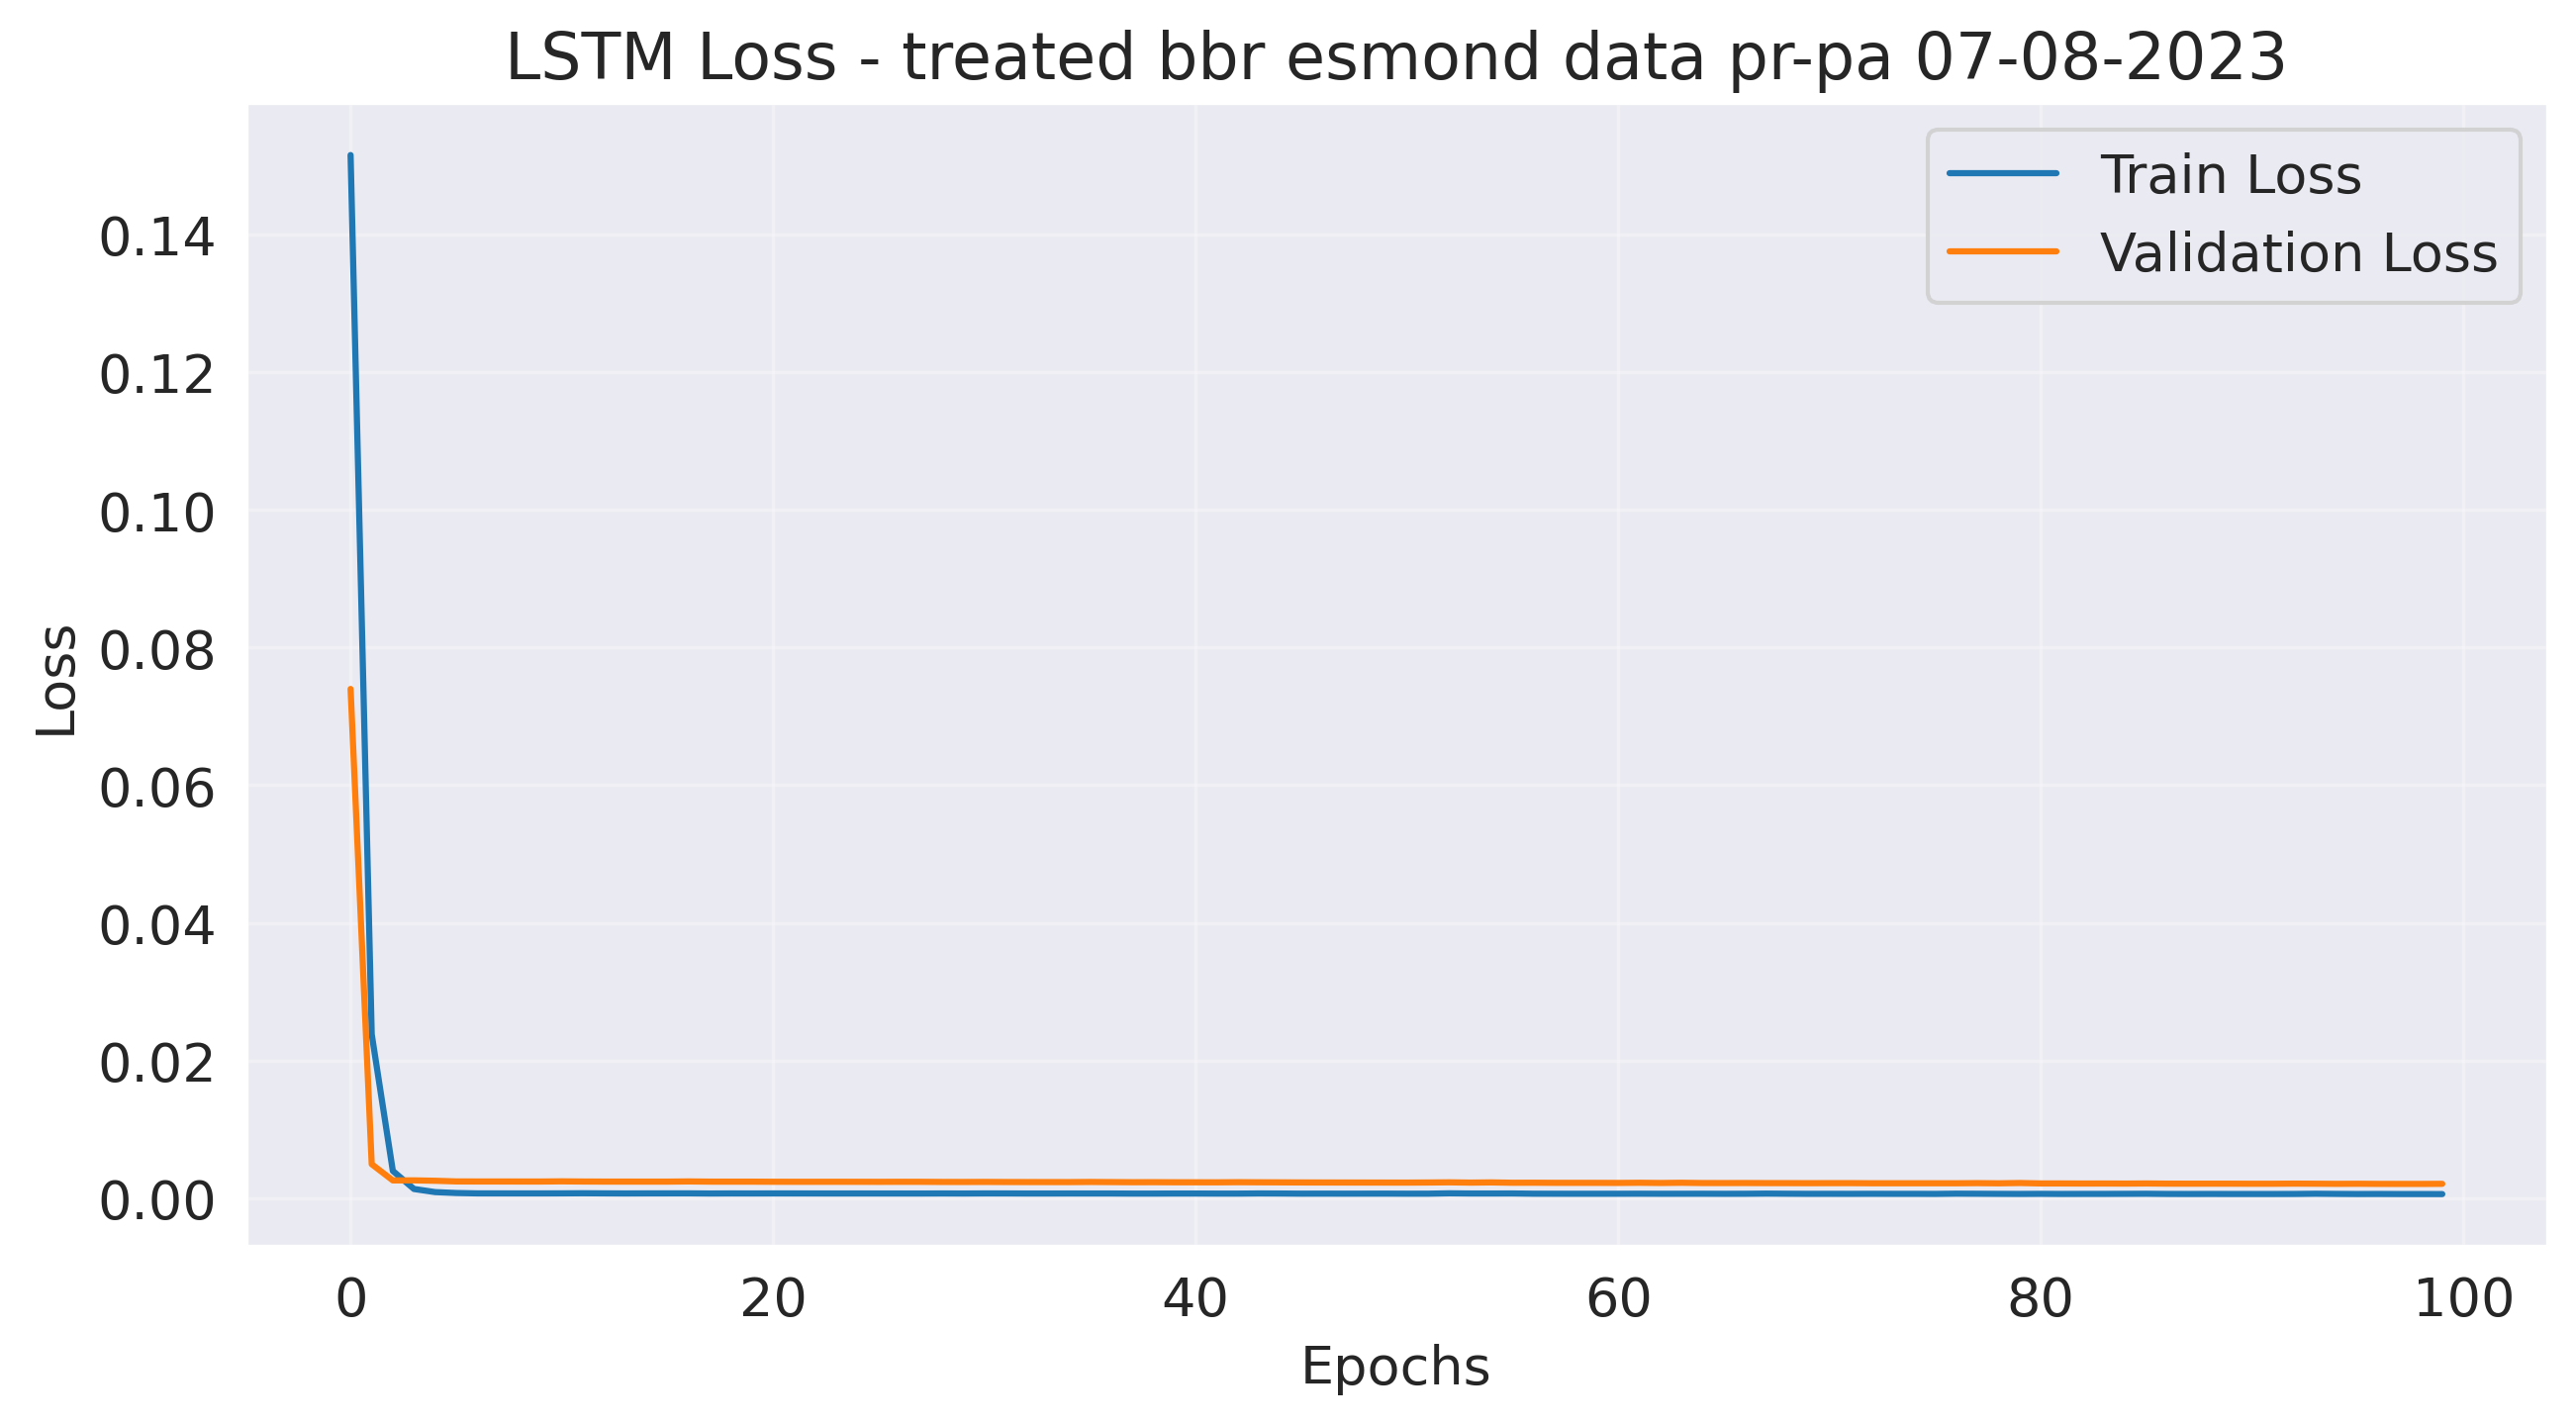 LSTM Loss - treated bbr esmond data pr-pa 07-08-2023
Train Loss
Validation Loss
0.14
0.12
0.10
0.08
0.06
0.04
0.02
0.00
Loss
0 20 40 60 80 100
Epochs